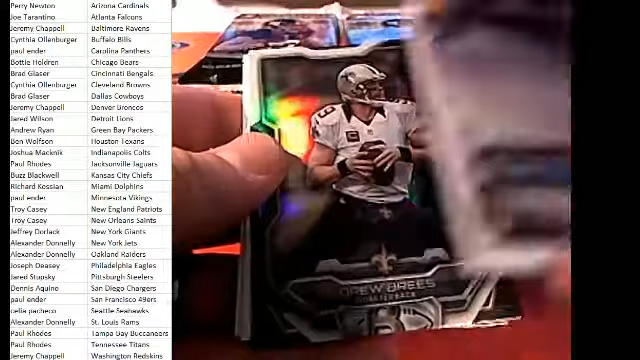 Perry Newton Arizona Cardinals
Joe Tarantino Atlanta Falcons
Jeremy Chappell Baltimore Ravens
Cynthia Ollenburger Buffalo Bills
paul ender Carolina Panthers
Bottie Holdren Chicago Bears
Brad Glaser Cincinnati Bengals
Cynthia Ollenburger Cleveland Browns
Brad Glaser Dallas Cowboys
Jeremy Chappell Denver Broncos
Jared Wilson Detroit Lions
Andrew Ryan Green Bay Packers
Ben Wolfson Houston Texans
Joshua Macknik Indianapolis Colts
Paul Rhodes Jacksonville Jaguars
Buzz Blackwell Kansas City Chiefs
Richard Kossian Miami Dolphins
paul ender Minnesota Vikings
Troy Casey New England Patriots
Troy Casey New Orleans Saints
Jeffrey Dorlack New York Giants
Alexander Donnelly New York Jets
Alexander Donnelly Oakland Raiders
Joseph Deasey Philadelphia Eagles
Jared Stupsky Pittsburgh Steelers
Dennis Aquino San Diego Chargers
paul ender San Francisco 49ers
celia pacheco Seattle Seahawks
Alexander Donnelly St. Louis Rams
Paul Rhodes Tampa Bay Buccaneers
Paul Rhodes Tennessee Titans
Jeremy Chappell Washington Redskins
DREW BREES
QUARTERBACK